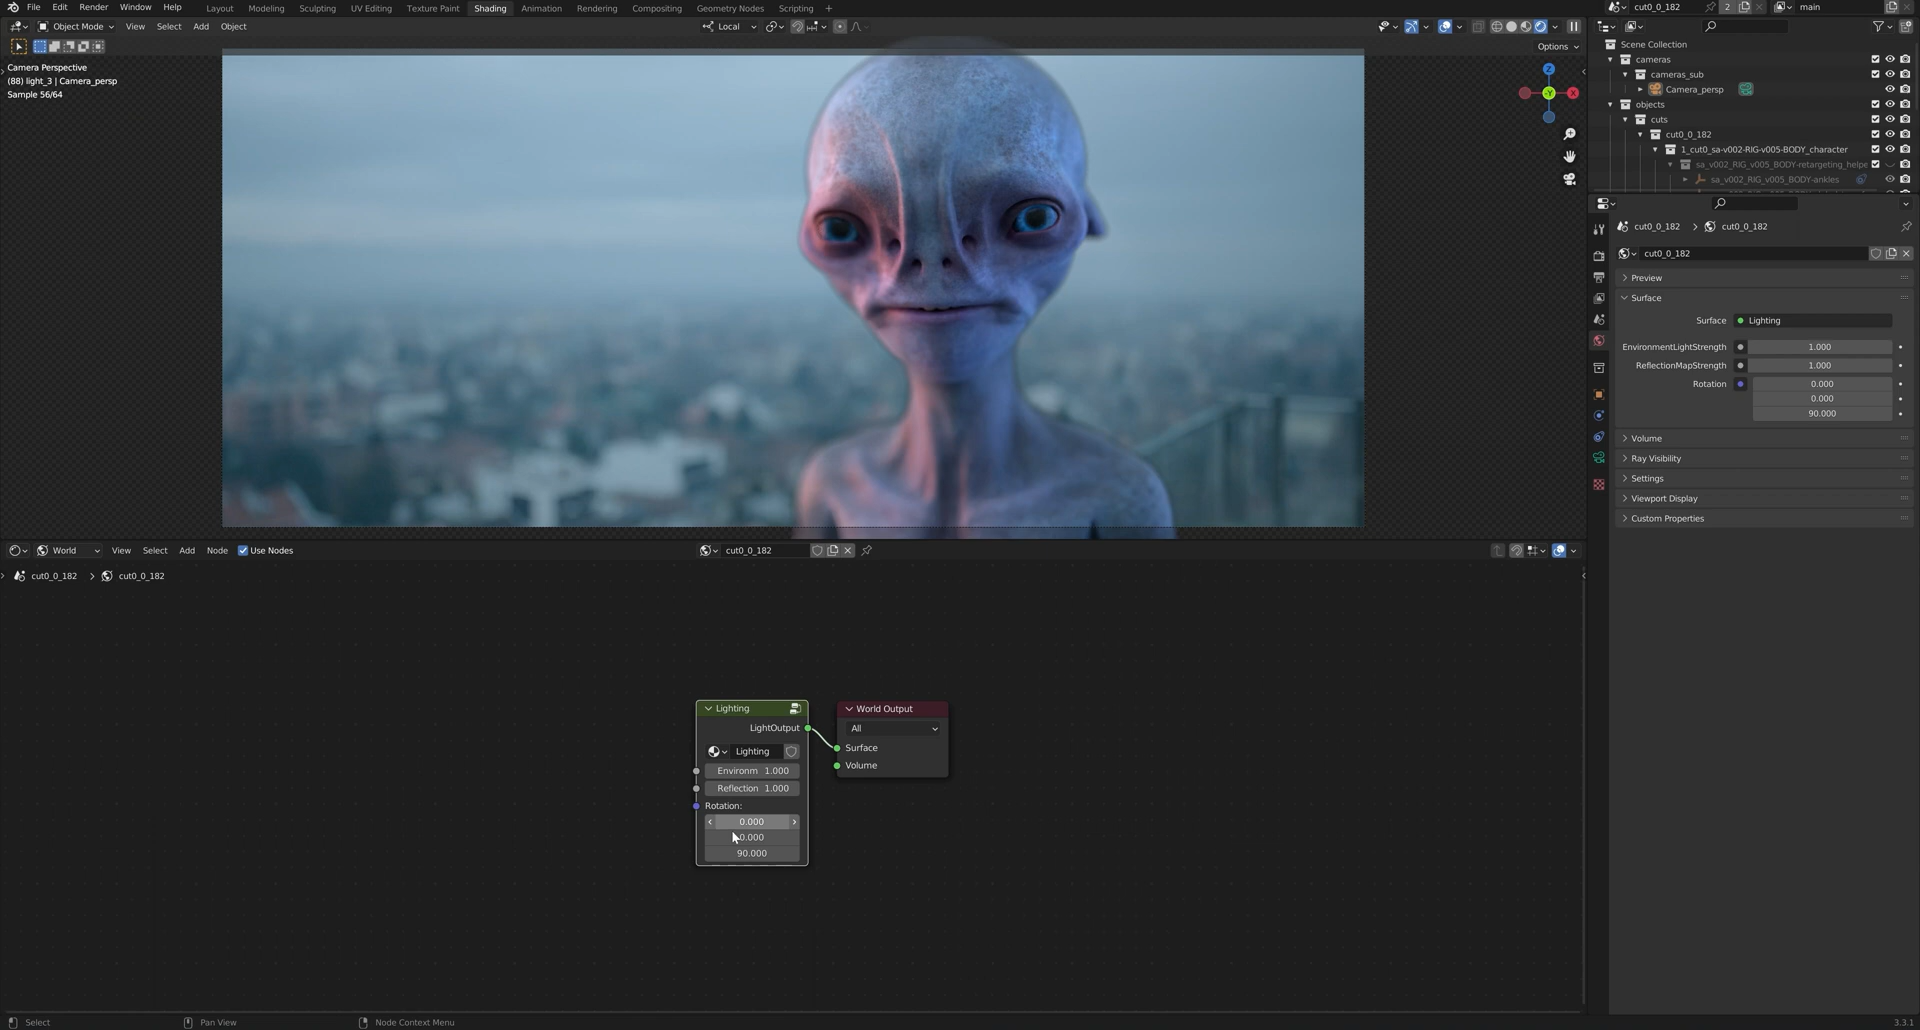 File Edit Render Window Help Layout Modeling Sculpting UV Editing Texture Paint Shading Animation Rendering Compositing Geometry Nodes Scripting + cut0_0_182 2 main
Object Mode View Select Add Object Local
Options
Camera Perspective
(88) light_3 | Camera_persp
Sample 56/64
Z
-Y
X
Scene Collection
cameras
cameras_sub
Camera_persp
objects
cuts
cut0_0_182
1_cut0_sa-v002-RIG-v005-BODY_character
sa_v002_RIG_v005_BODY-retargeting_helpe
sa_v002_RIG_v005_BODY-ankles
cut0_0_182 > cut0_0_182
cut0_0_182
Preview
Surface
Surface Lighting
EnvironmentLightStrength 1.000
ReflectionMapStrength 1.000
Rotation 0.000
0.000
90.000
Volume
Ray Visibility
Settings
Viewport Display
Custom Properties
World View Select Add Node Use Nodes cut0_0_182
cut0_0_182 > cut0_0_182
Lighting
LightOutput
Lighting
Environm 1.000
Reflection 1.000
Rotation:
0.000
0.000
90.000
World Output
All
Surface
Volume
Select Pan View Node Context Menu 3.3.1